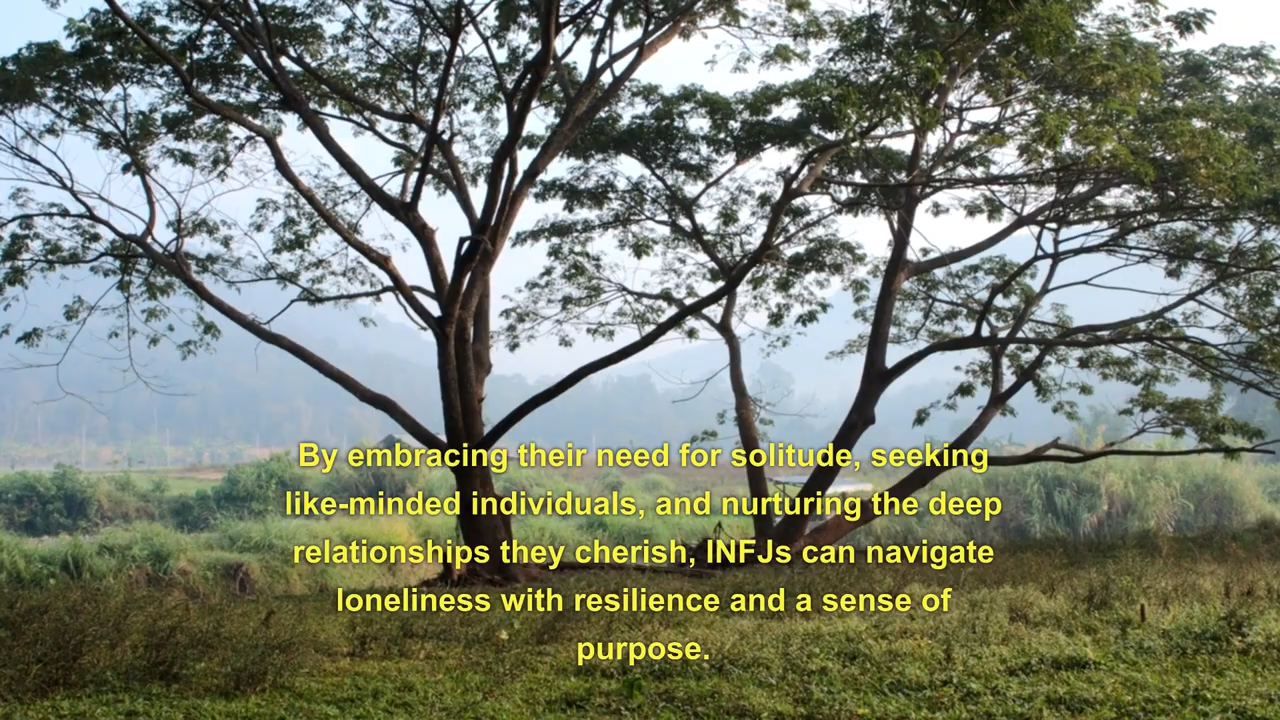 By embracing their need for solitude, seeking
like-minded individuals, and nurturing the deep
relationships they cherish, INFJs can navigate
loneliness with resilience and a sense of
purpose.